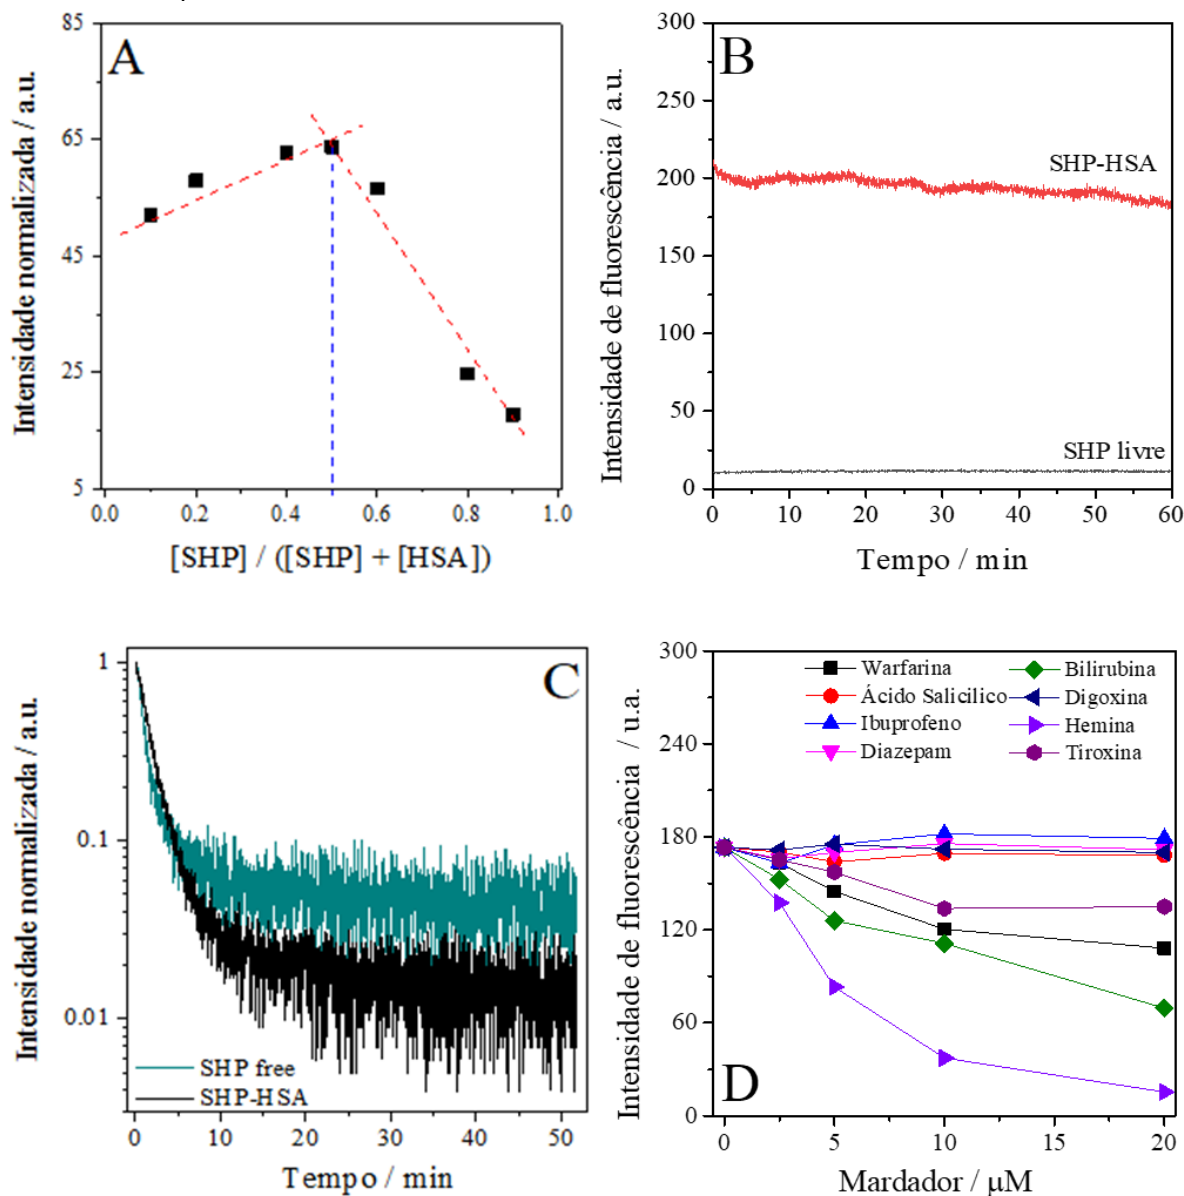 A
Intensidade normalizada / a.u.
85
65
45
25
5
0.0 0.2 0.4 0.6 0.8 1.0
[SHP] / ([SHP] + [HSA])
B
Intensidade de fluorescência / a.u.
300
250
200
150
100
50
0
SHP-HSA
SHP livre
0 10 20 30 40 50 60
Tempo / min
C
Intensidade normalizada / a.u.
1
0.1
0.01
SHP free
SHP-HSA
0 10 20 30 40 50
Tempo / min
D
Intensidade de fluorescência / u.a.
300
240
180
120
60
0
Warfarina
Ácido Salicilico
Ibuprofeno
Diazepam
Bilirubina
Digoxina
Hemina
Tiroxina
0 5 10 15 20
Mardador / μM